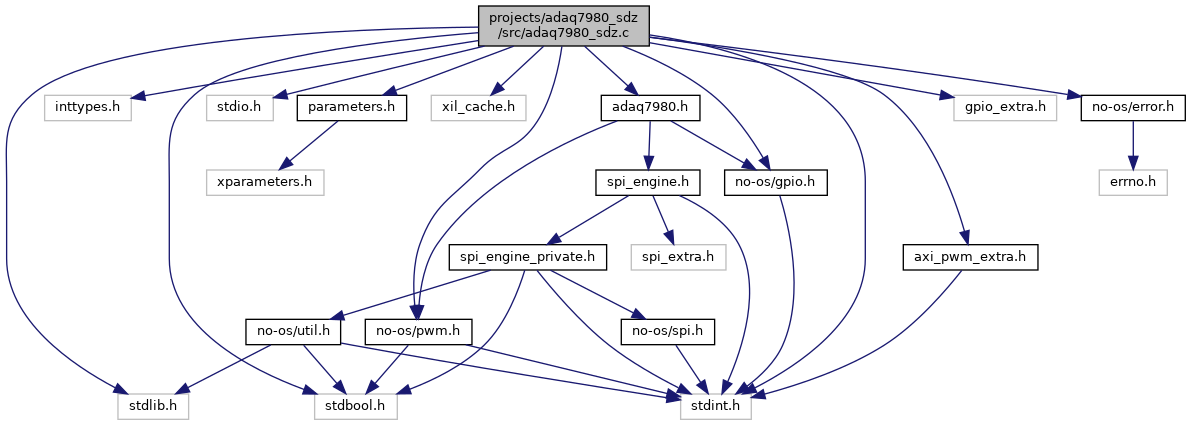 projects/adaq7980_sdz
/src/adaq7980_sdz.c
inttypes.h
stdio.h
parameters.h
xil_cache.h
adaq7980.h
gpio_extra.h
no-os/error.h
xparameters.h
spi_engine.h
no-os/gpio.h
errno.h
spi_engine_private.h
spi_extra.h
axi_pwm_extra.h
no-os/util.h
no-os/pwm.h
no-os/spi.h
stdlib.h
stdbool.h
stdint.h